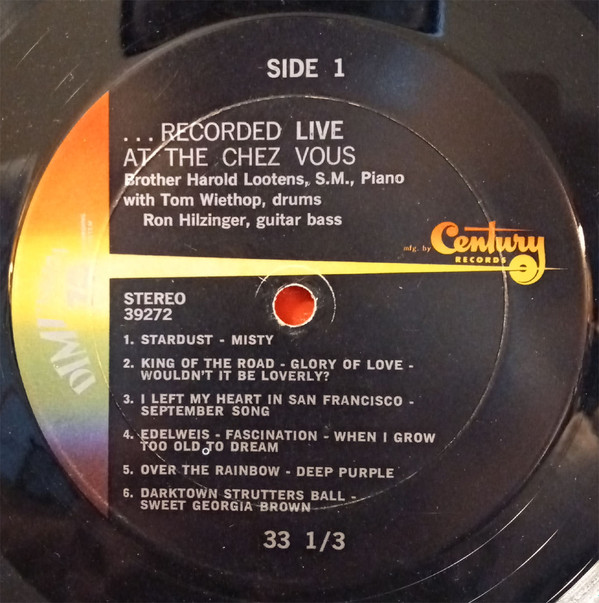 SIDE 1
...RECORDED LIVE
AT THE CHEZ VOUS
Brother Harold Lootens, S.M., Piano
with Tom Wiethop, drums
Ron Hilzinger, guitar bass
mfg. by Century
RECORDS
STEREO
39272
1. STARDUST - MISTY
2. KING OF THE ROAD - GLORY OF LOVE -
WOULDN'T IT BE LOVERLY?
3. I LEFT MY HEART IN SAN FRANCISCO -
SEPTEMBER SONG
4. EDELWEIS - FASCINATION - WHEN I GROW
TOO OLD TO DREAM
5. OVER THE RAINBOW - DEEP PURPLE
6. DARKTOWN STRUTTERS BALL -
SWEET GEORGIA BROWN
33 1/3